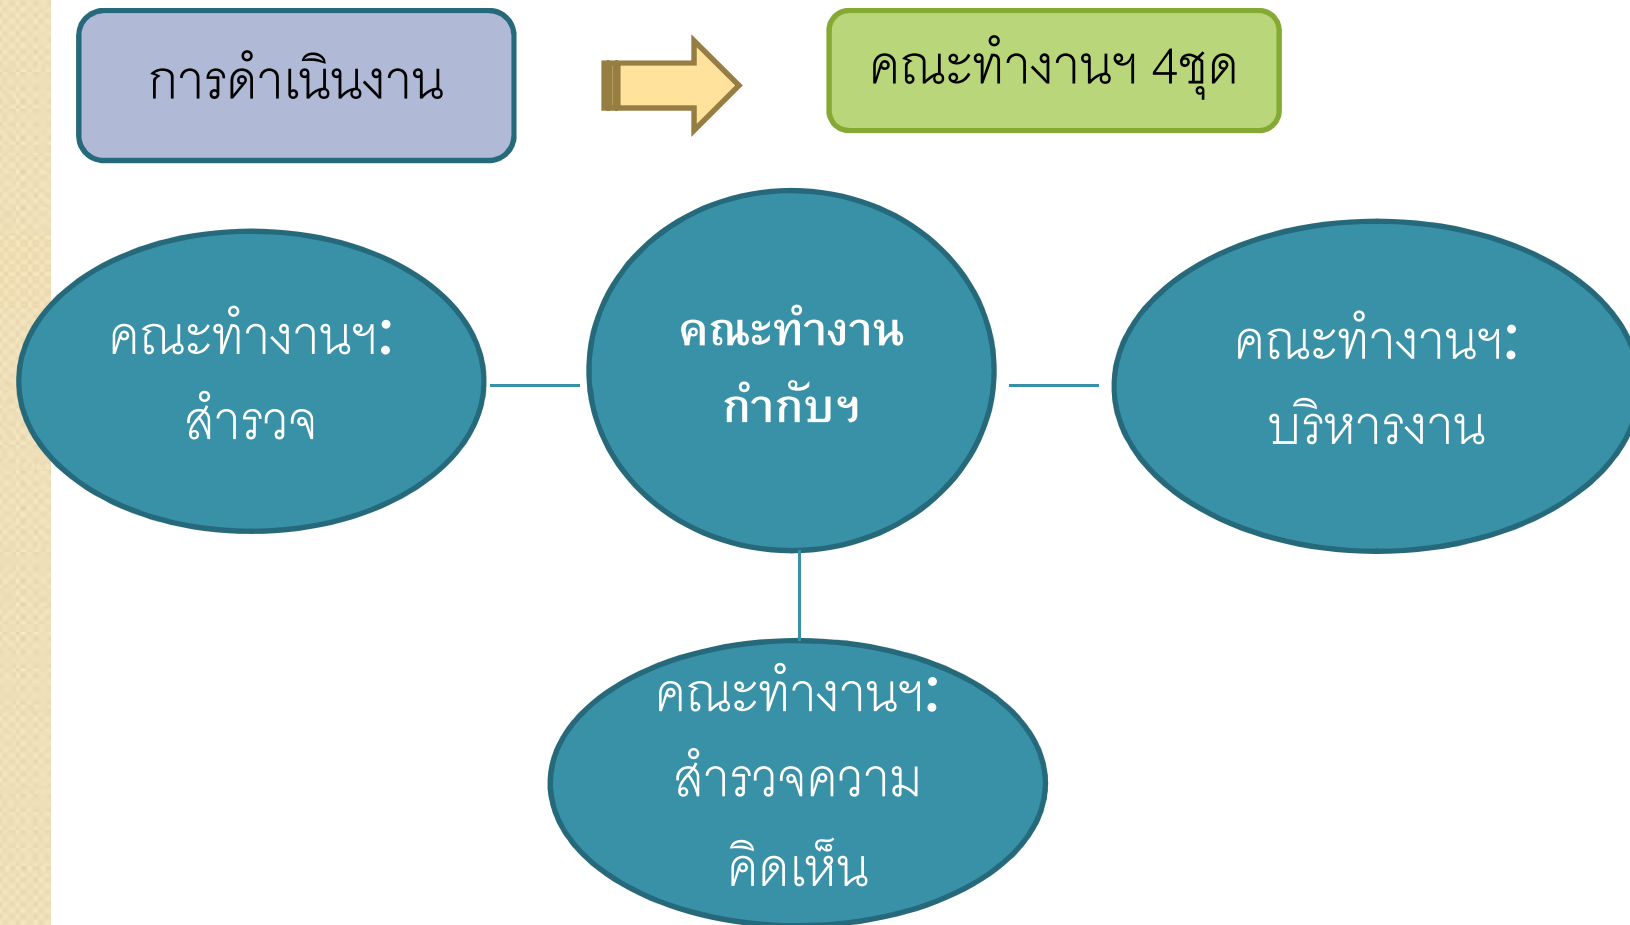 การดำเนินงาน
คณะทำงานฯ 4ชุด
คณะทำงานฯ:
สำรวจ
คณะทำงาน
กำกับฯ
คณะทำงานฯ:
บริหารงาน
คณะทำงานฯ:
สำรวจความ
คิดเห็น